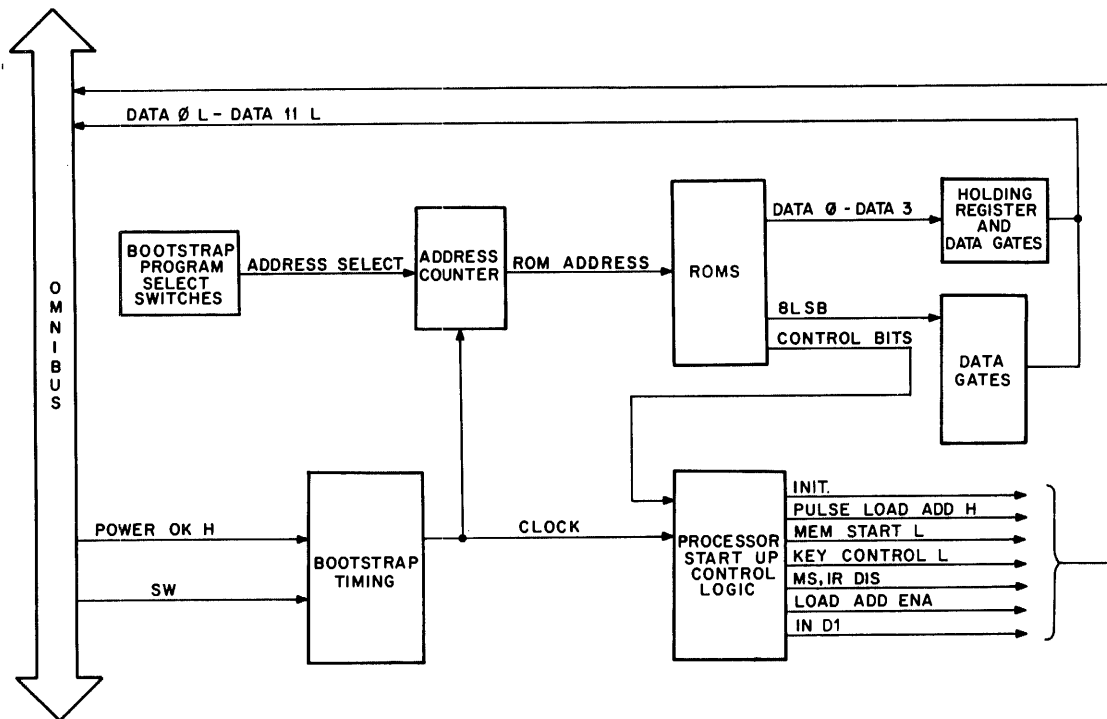 DATA Ø L - DATA 11 L
HOLDING
REGISTER
AND
DATA GATES
DATA Ø - DATA 3
BOOTSTRAP
PROGRAM
SELECT
SWITCHES
ADDRESS SELECT
ADDRESS
COUNTER
ROM ADDRESS
ROMS
8LSB
CONTROL BITS
DATA
GATES
OMNIBUS
POWER OK H
SW
BOOTSTRAP
TIMING
CLOCK
PROCESSOR
START UP
CONTROL
LOGIC
INIT.
PULSE LOAD ADD H
MEM START L
KEY CONTROL L
MS, IR DIS
LOAD ADD ENA
IN D1